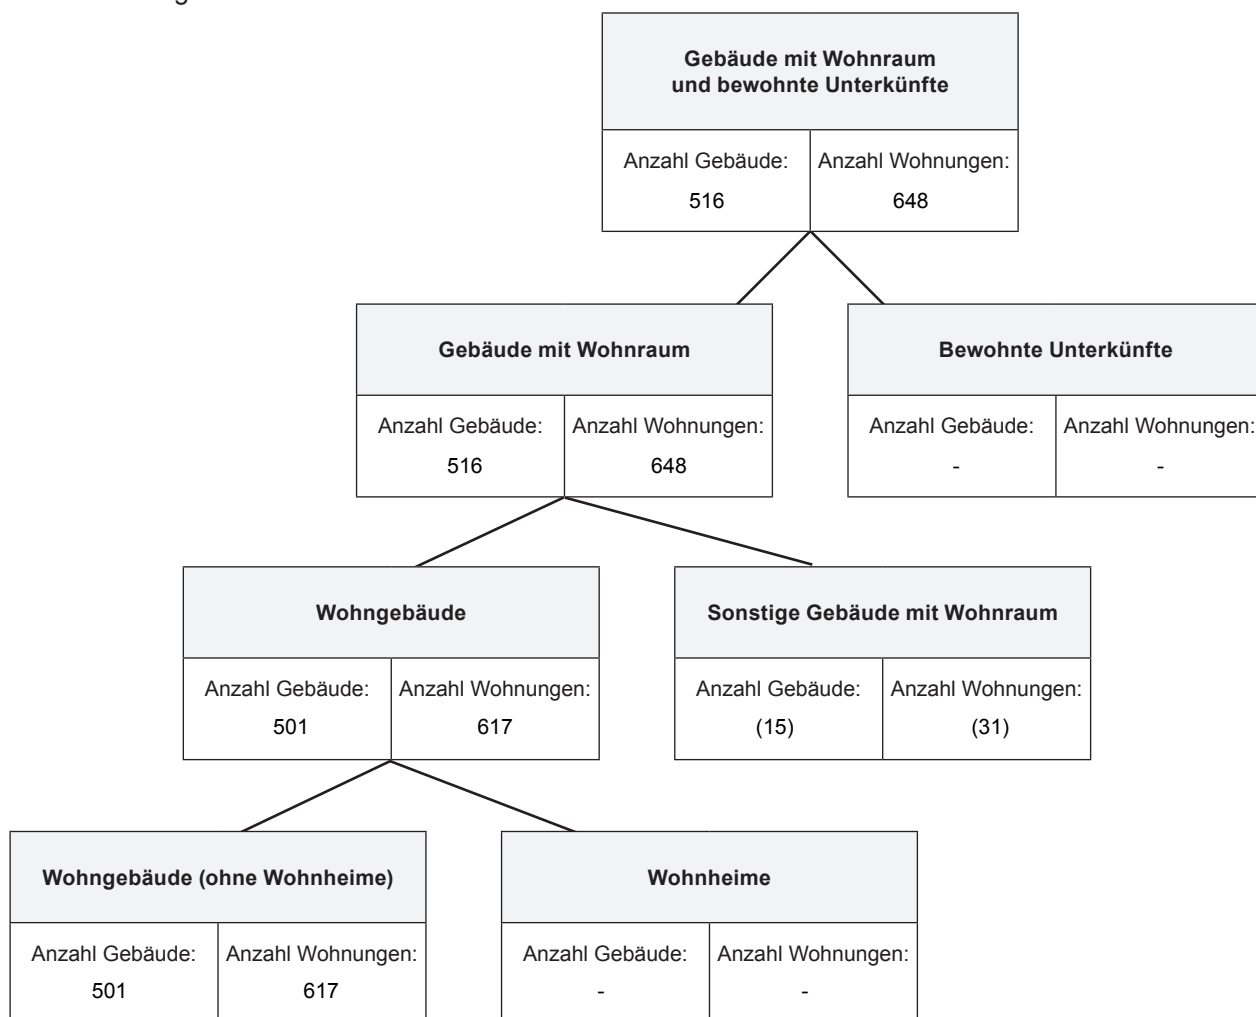 Gebäude mit Wohnraum
und bewohnte Unterkünfte
Anzahl Gebäude: Anzahl Wohnungen:
516 648
Gebäude mit Wohnraum Bewohnte Unterkünfte
Anzahl Gebäude: Anzahl Wohnungen: Anzahl Gebäude: Anzahl Wohnungen:
516 648 - -
Wohngebäude Sonstige Gebäude mit Wohnraum
Anzahl Gebäude: Anzahl Wohnungen: Anzahl Gebäude: Anzahl Wohnungen:
501 617 (15) (31)
Wohngebäude (ohne Wohnheime) Wohnheime
Anzahl Gebäude: Anzahl Wohnungen: Anzahl Gebäude: Anzahl Wohnungen:
501 617 - -